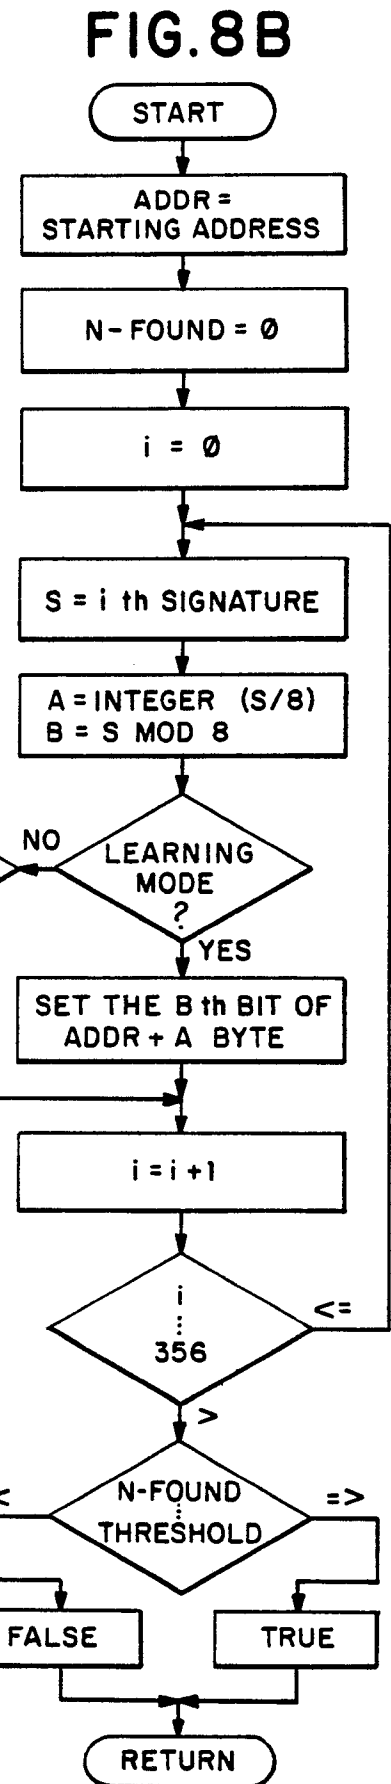 FIG.8B
START
ADDR=
STARTING ADDRESS
N-FOUND = Ø
i = Ø
S = i th SIGNATURE
A = INTEGER (S/8)
B = S MOD 8
NO
LEARNING
MODE
?
YES
SET THE B th BIT OF
ADDR + A BYTE
i = i +1
i
:
356
<=
>
<
N-FOUND
:
THRESHOLD
=>
FALSE
TRUE
RETURN